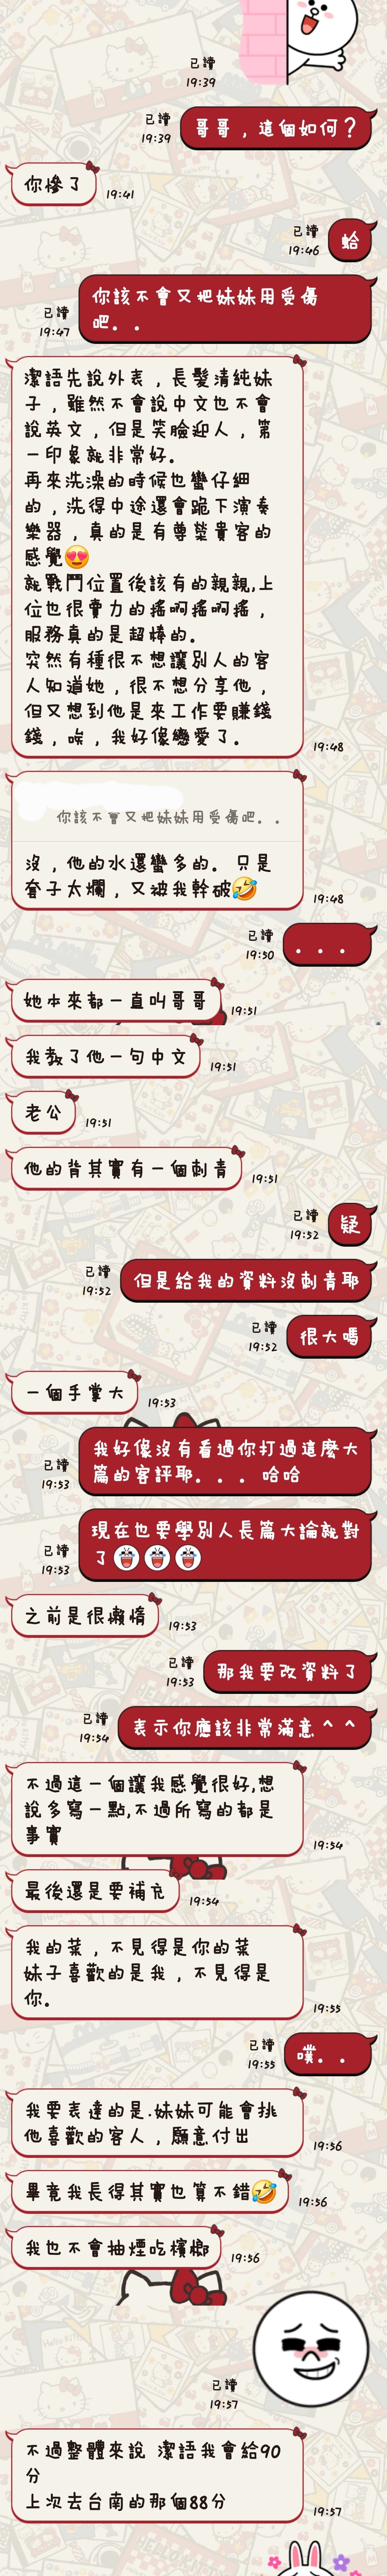 已讀
19:39
哥哥，這個如何？
已讀
19:39
你慘了
19:41
蛤
已讀
19:46
你該不會又把妹妹用受傷
吧．．
已讀
19:47
潔語先說外表，長髮清純妹
子，雖然不會說中文也不會
說英文，但是笑臉迎人，第
一印象就非常好。
再來洗澡的時候也蠻仔細
的，洗得中途還會跪下演奏
樂器，真的是有尊榮貴客的
感覺😍
就戰鬥位置後該有的親親,上
位也很賣力的搖啊搖啊搖，
服務真的是超棒的。
突然有種很不想讓別人的客
人知道她，很不想分享他，
但又想到他是來工作要賺錢
錢，唉，我好像戀愛了。
19:48
你該不會又把妹妹用受傷吧．．
沒，他的水還蠻多的。 只是
套子太爛，又被我幹破🤣
19:48
．．．
已讀
19:50
她本來都一直叫哥哥
19:51
我教了他一句中文
19:51
老公
19:51
他的背其實有一個刺青
19:51
疑
已讀
19:52
但是給我的資料沒刺青耶
已讀
19:52
很大嗎
已讀
19:52
一個手掌大
19:53
我好像沒有看過你打過這麼大
篇的客評耶．．． 哈哈
已讀
19:53
現在也要學別人長篇大論就對
了
已讀
19:53
之前是很懶惰
19:53
那我要改資料了
已讀
19:53
表示你應該非常滿意＾＾
已讀
19:54
不過這一個讓我感覺很好,想
說多寫一點,不過所寫的都是
事實
19:54
最後還是要補充
19:54
我的菜，不見得是你的菜
妹子喜歡的是我，不見得是
你。
19:55
噗．．
已讀
19:55
我要表達的是.妹妹可能會挑
他喜歡的客人，願意付出
19:56
畢竟我長得其實也算不錯🤣
19:56
我也不會抽煙吃檳榔
19:56
已讀
19:57
不過整體來說 潔語我會給90
分
上次去台南的那個88分
19:57